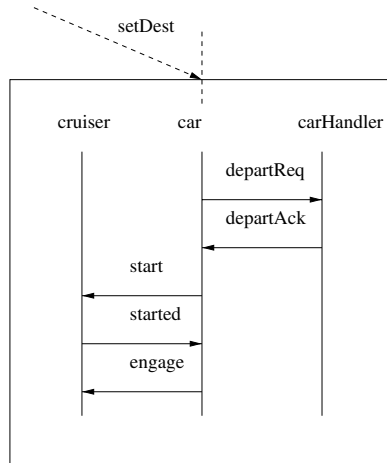 setDest
cruiser car carHandler
departReq
departAck
start
started
engage